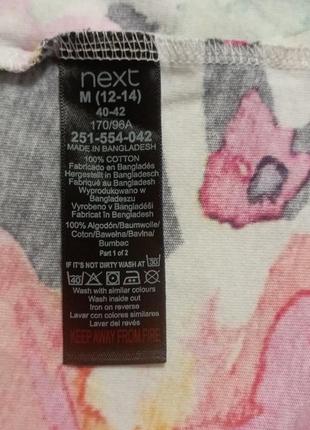 next
M (12-14)
40-42
170/96A
251-554-042
MADE IN BANGLADESH
100% COTTON
Fabricado en Bangladés
Hergestellt in Bangladesch
Fabriqué au Bangladesh
Wyprodukowano w
Bangladeszu
Vyrobeno v Bangladéši
Fabricat în Bangladesh
100% Algodón/Baumwolle/
Coton/Bawełna/Bavlna/
Bumbac
Part 1 of 2
IF IT'S NOT DIRTY WASH AT 30
40
Wash with similar colours
Wash inside out
Iron on reverse
Lavar con colores similares
Lavar del revés
KEEP AWAY FROM FIRE